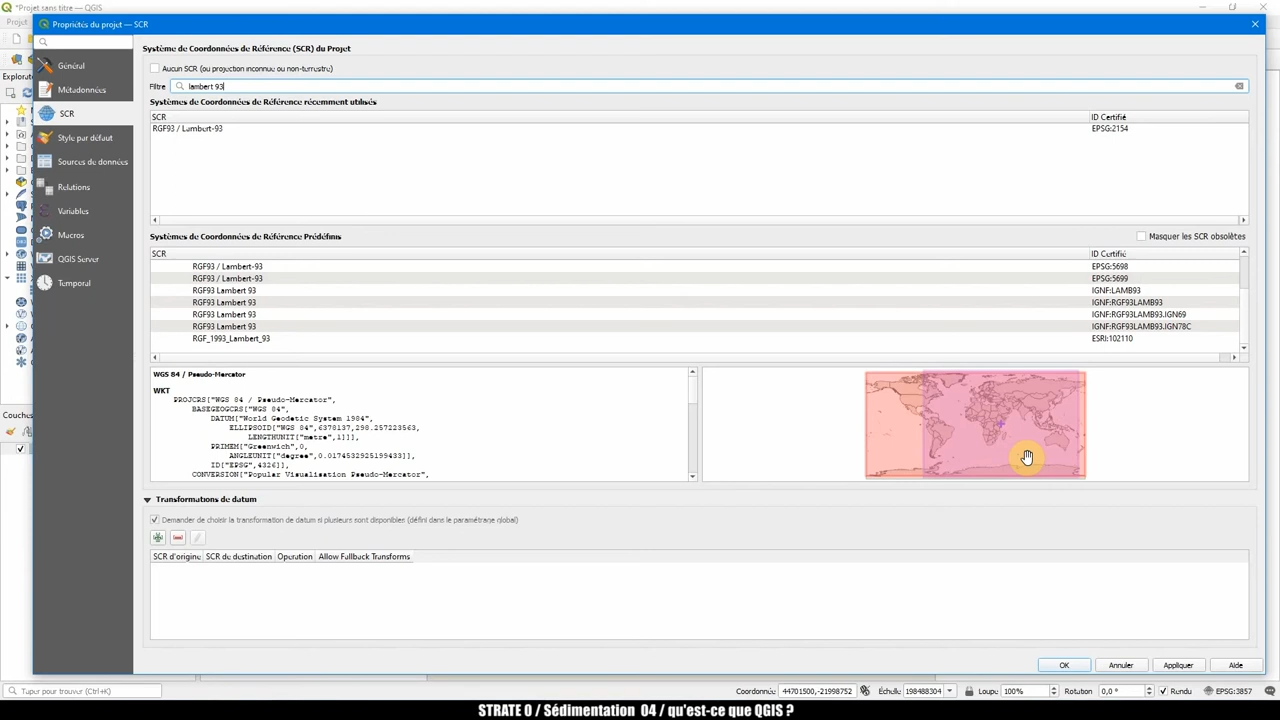 *Projet sans titre — QGIS
Propriétés du projet — SCR
Projet
Explorate
Couches
Général
Métadonnées
SCR
Style par défaut
Sources de données
Relations
Variables
Macros
QGIS Server
Temporal
Système de Coordonnées de Référence (SCR) du Projet
Aucun SCR (ou projection inconnue ou non-terrestre)
Filtre lambert 93
Systèmes de Coordonnées de Référence récemment utilisés
SCR ID Certifié
RGF93 / Lambert-93 EPSG:2154
Systèmes de Coordonnées de Référence Prédéfinis Masquer les SCR obsolètes
SCR ID Certifié
RGF93 / Lambert-93 EPSG:5698
RGF93 / Lambert-93 EPSG:5699
RGF93 Lambert 93 IGNF:LAMB93
RGF93 Lambert 93 IGNF:RGF93LAMB93
RGF93 Lambert 93 IGNF:RGF93LAMB93.IGN69
RGF93 Lambert 93 IGNF:RGF93LAMB93.IGN78C
RGF_1993_Lambert_93 ESRI:102110
WGS 84 / Pseudo-Mercator
WKT
PROJCRS["WGS 84 / Pseudo-Mercator",
BASEGEOGCRS["WGS 84",
DATUM["World Geodetic System 1984",
ELLIPSOID["WGS 84",6378137,298.257223563,
LENGTHUNIT["metre",1]]],
PRIMEM["Greenwich",0,
ANGLEUNIT["degree",0.0174532925199433]],
ID["EPSG",4326]],
CONVERSION["Popular Visualisation Pseudo-Mercator",
Transformations de datum
Demander de choisir la transformation de datum si plusieurs sont disponibles (défini dans le paramétrage global)
SCR d'origine SCR de destination Operation Allow Fallback Transforms
OK Annuler Appliquer Aide
Taper pour trouver (Ctrl+K) Coordonnée 44701500,-21998752 Échelle 198488304 Loupe 100% Rotation 0,0 ° Rendu EPSG:3857
STRATE 0 / Sédimentation 04 / qu'est-ce que QGIS ?